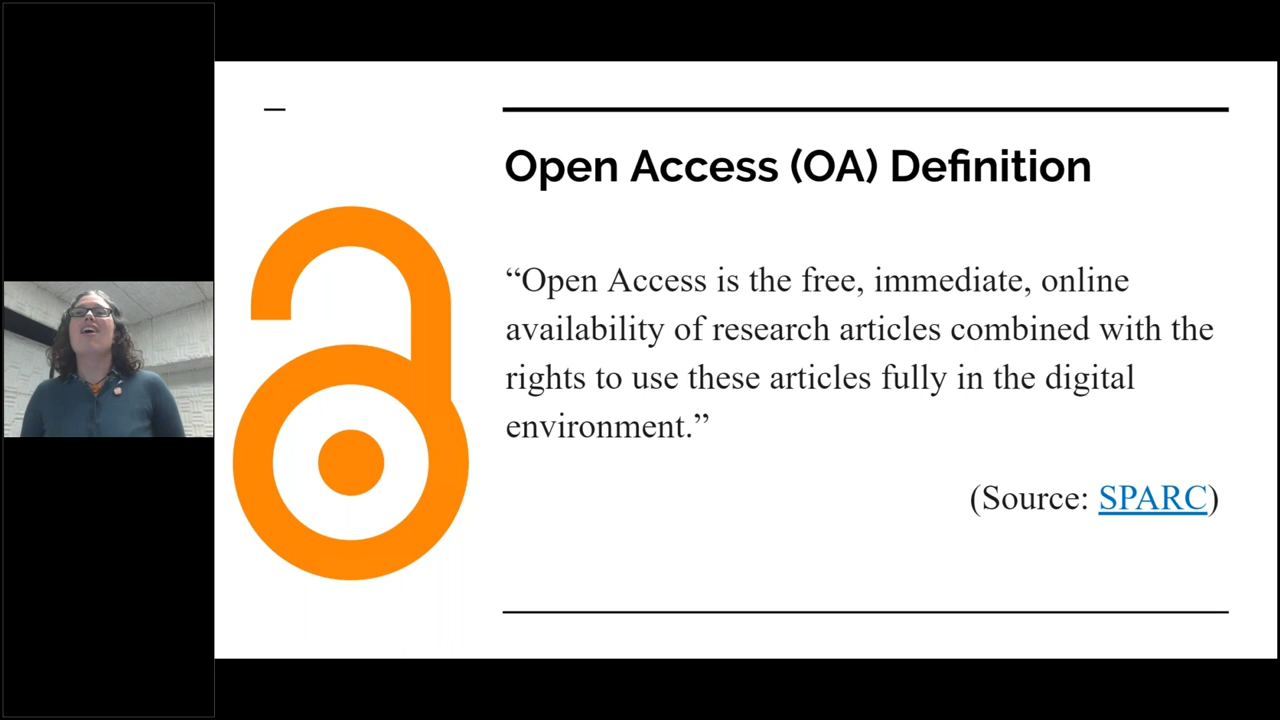 Open Access (OA) Definition
“Open Access is the free, immediate, online
availability of research articles combined with the
rights to use these articles fully in the digital
environment.”
(Source: SPARC)